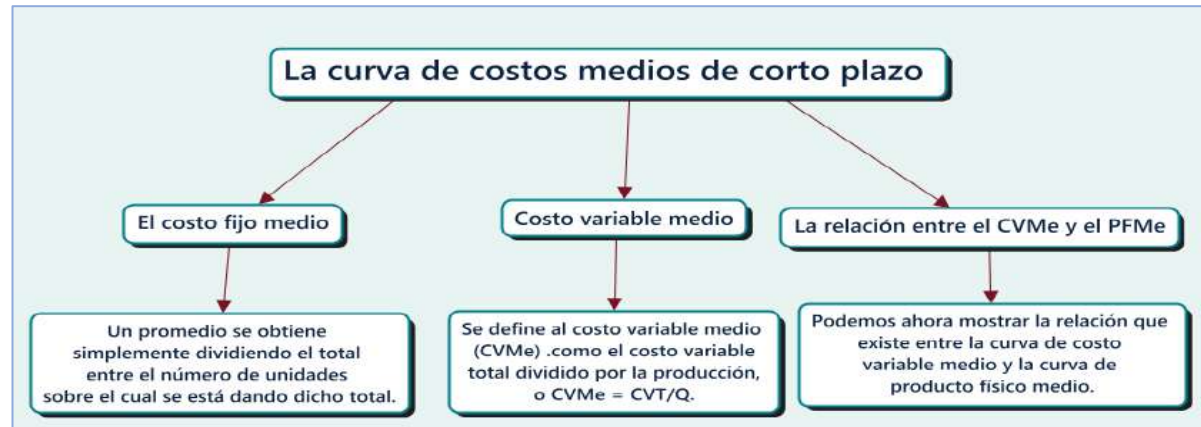 La curva de costos medios de corto plazo
El costo fijo medio
Costo variable medio
La relación entre el CVMe y el PFMe
Un promedio se obtiene
simplemente dividiendo el total
entre el número de unidades
sobre el cual se está dando dicho total.
Se define al costo variable medio
(CVMe) .como el costo variable
total dividido por la producción,
o CVMe = CVT/Q.
Podemos ahora mostrar la relación que
existe entre la curva de costo
variable medio y la curva de
producto físico medio.